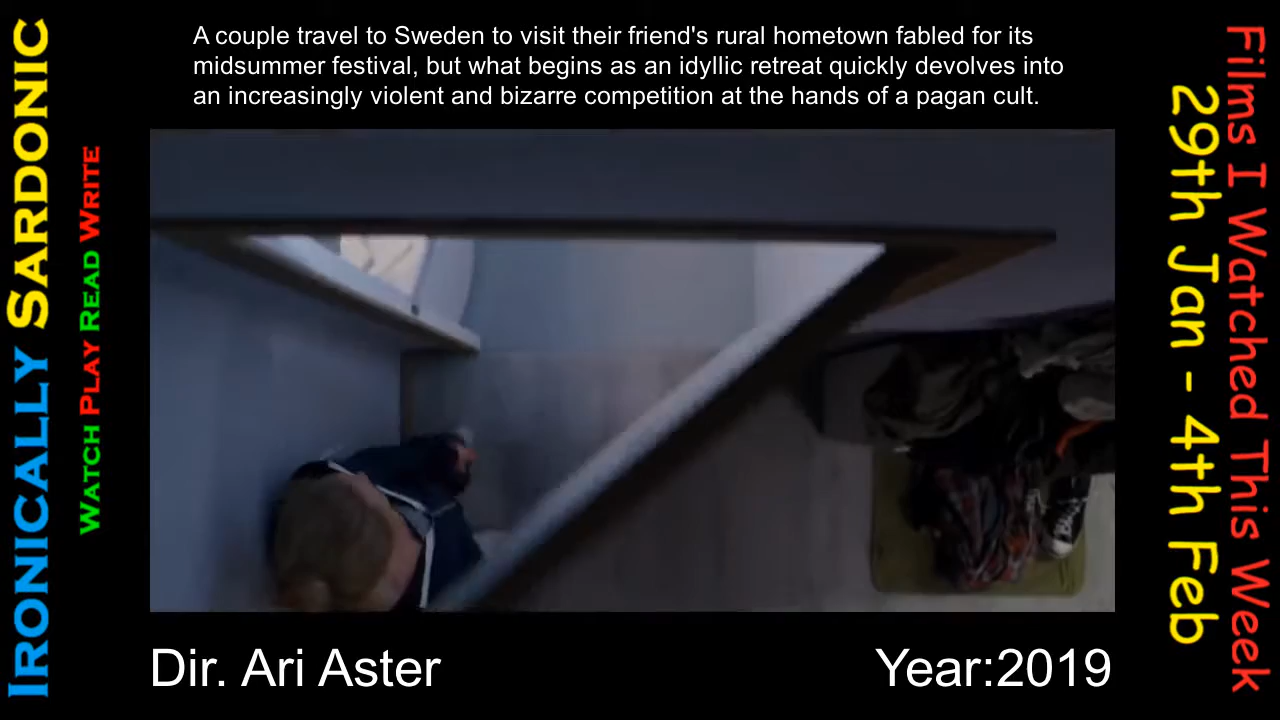 IRONICALLY SARDONIC
WATCH PLAY READ WRITE
A couple travel to Sweden to visit their friend's rural hometown fabled for its
midsummer festival, but what begins as an idyllic retreat quickly devolves into
an increasingly violent and bizarre competition at the hands of a pagan cult.
Dir. Ari Aster
Year:2019
Films I Watched This Week
29th Jan - 4th Feb